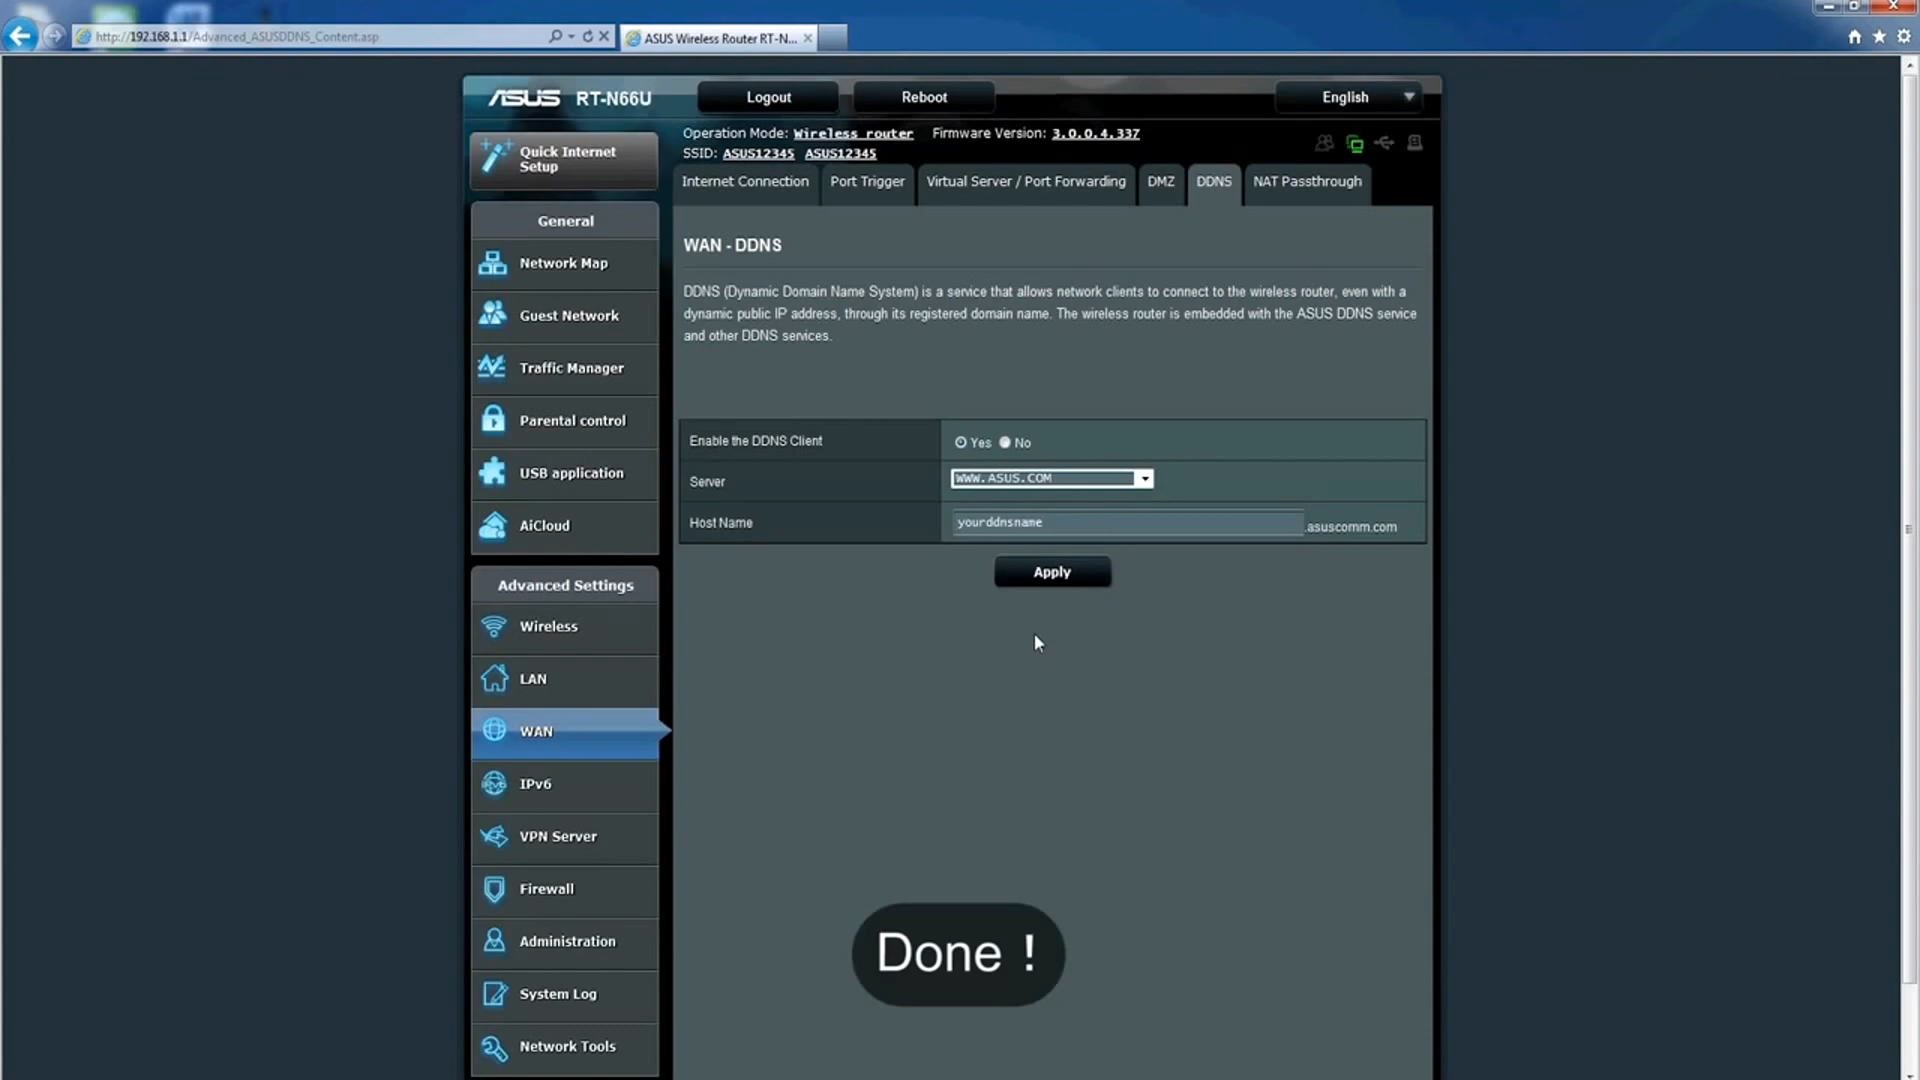 http://192.168.1.1/Advanced_ASUSDDNS_Content.asp
ASUS Wireless Router RT-N...
ASUS RT-N66U
Logout
Reboot
English
Quick Internet
Setup
Operation Mode: Wireless router Firmware Version: 3.0.0.4.337
SSID: ASUS12345 ASUS12345
Internet Connection
Port Trigger
Virtual Server / Port Forwarding
DMZ
DDNS
NAT Passthrough
General
Network Map
Guest Network
Traffic Manager
Parental control
USB application
AiCloud
Advanced Settings
Wireless
LAN
WAN
IPv6
VPN Server
Firewall
Administration
System Log
Network Tools
WAN - DDNS
DDNS (Dynamic Domain Name System) is a service that allows network clients to connect to the wireless router, even with a
dynamic public IP address, through its registered domain name. The wireless router is embedded with the ASUS DDNS service
and other DDNS services.
Enable the DDNS Client
Yes No
Server
WWW.ASUS.COM
Host Name
yourddnsname .asuscomm.com
Apply
Done !